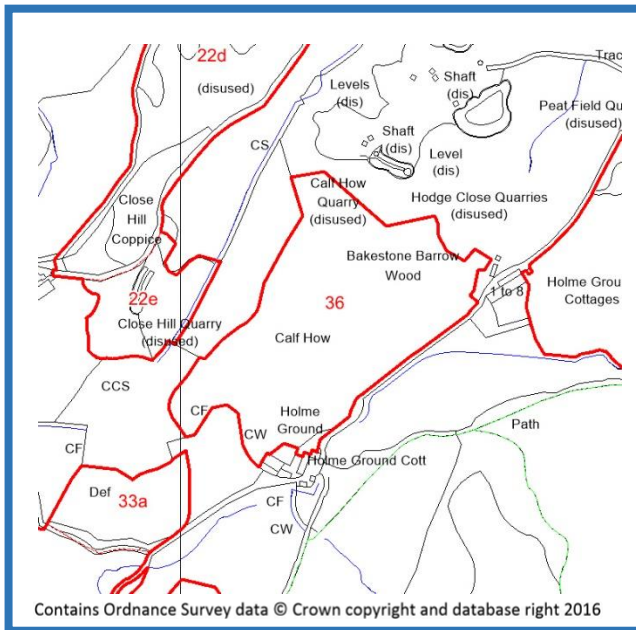 22d
(disused)
Levels
(dis)
Shaft
(dis)
Trac
CS
Shaft
(dis)
Level
(dis)
Peat Field Qu
(disused)
Close
Hill
Coppice
Calf How
Quarry
(disused)
Hodge Close Quarries
(disused)
Bakestone Barrow
Wood
22e
36
1 to 8
Holme Grou
Cottages
Close Hill Quarry
(disused)
Calf How
CCS
CF
CW
Holme
Ground
Path
CF
Holme Ground Cott
Def
33a
CF
CW
Contains Ordnance Survey data © Crown copyright and database right 2016